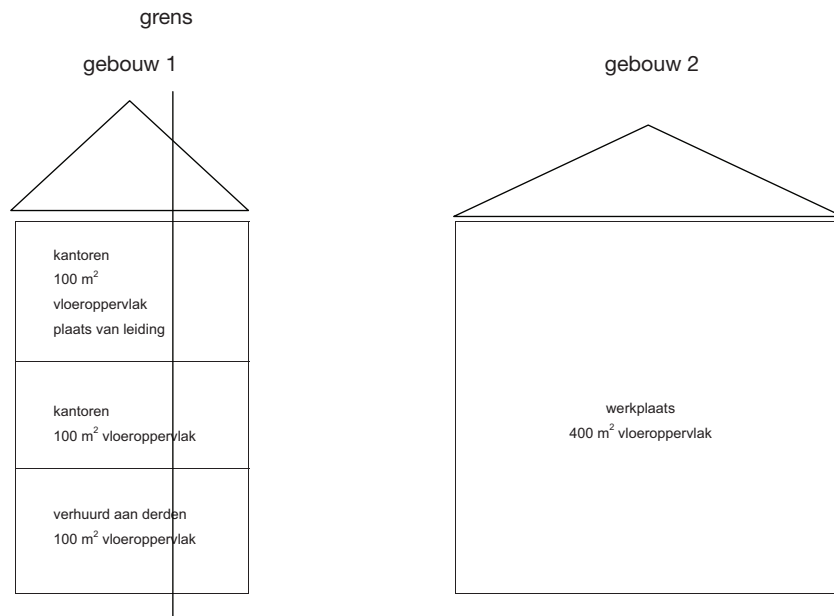 grens
gebouw 1
gebouw 2
kantoren
100 m²
vloeroppervlak
plaats van leiding
kantoren
100 m² vloeroppervlak
verhuurd aan derden
100 m² vloeroppervlak
werkplaats
400 m² vloeroppervlak